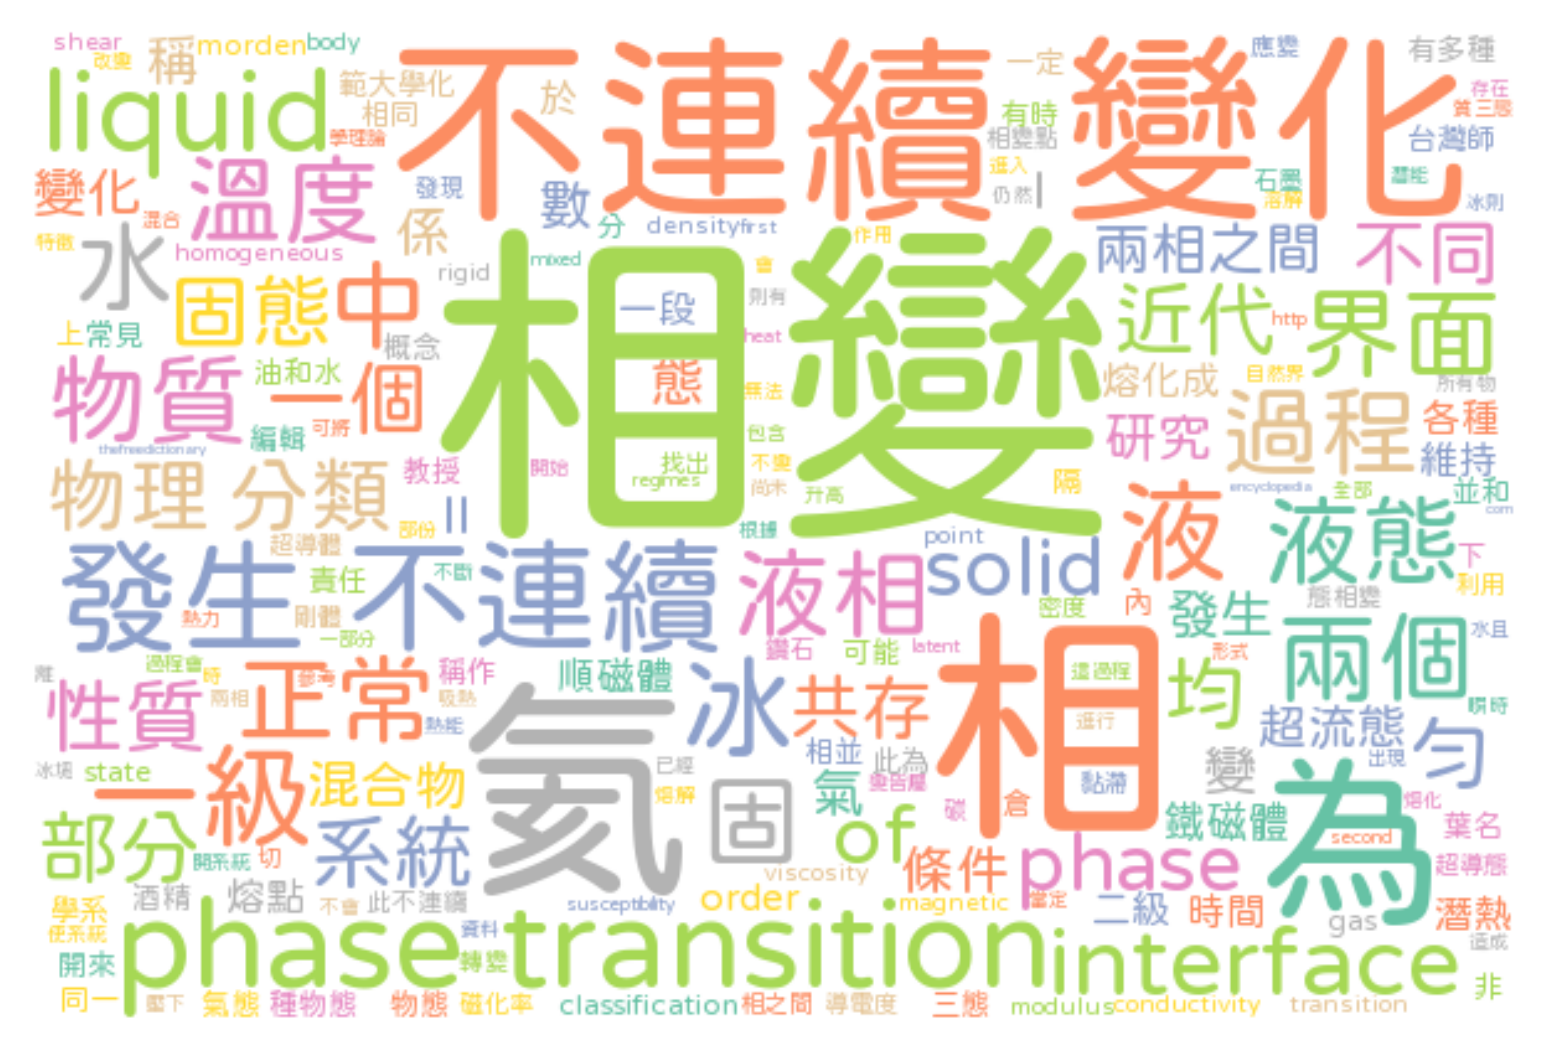 shear
改變
稱
morden
body
不連續變化
一定
應變
有多種
liquid
範大學化
相同
於
有時
存在
質三態
學理論
相變點
台灣師
變化
溫度
發現
數
進入
石墨
潛能
混合
係
分
仍然
溶解
冰則
特徵
水
homogeneous
density
first
作用
兩相之間
不同
rigid
mixed
相變
會
固態
中
一段
則有
近代
http
界面
上
常見
概念
heat
物質
油和水
一個
態
無法
熔化成
自然界
所有物
編輯
可將
包含
研究
過程
各種
thefreedictionary
物理
分類
教授
開始
找出
regimes
不需
尚未
升高
隔
維持
encyclopedia
全部
並和
com
部份
II
根據
point
液
液態
下
超導體
發生
不連續
不斷
液相
solid
利用
責任
剛體
熱力
一部分
密度
內
發生
態相變
水且
離
過程會
時
稱作
順磁體
鑽石
可能
latent
形式
兩個
性質
兩相
正常
參考
吸熱
熱能
氦
冰
共存
相
這過程
進行
均
超流態
瞬時
勻
冰塊
state
一級
混合物
已經
熔解
相並
此為
黏滯
變
出現
氣
碳
倉
鐵磁體
為
熔化
葉名
部分
開系統
切
系統
固
of
條件
phase
second
超導態
viscosity
酒精
熔點
不會
此不連續
susceptibility
order
magnetic
當定
二級
時間
gas
潛熱
學系
使系統
phase transition
資料
轉變
interface
造成
開來
同一
壓下
氣態
種物態
物態
磁化率
classification
相之間
導電度
三態
modulus
conductivity
transition
非